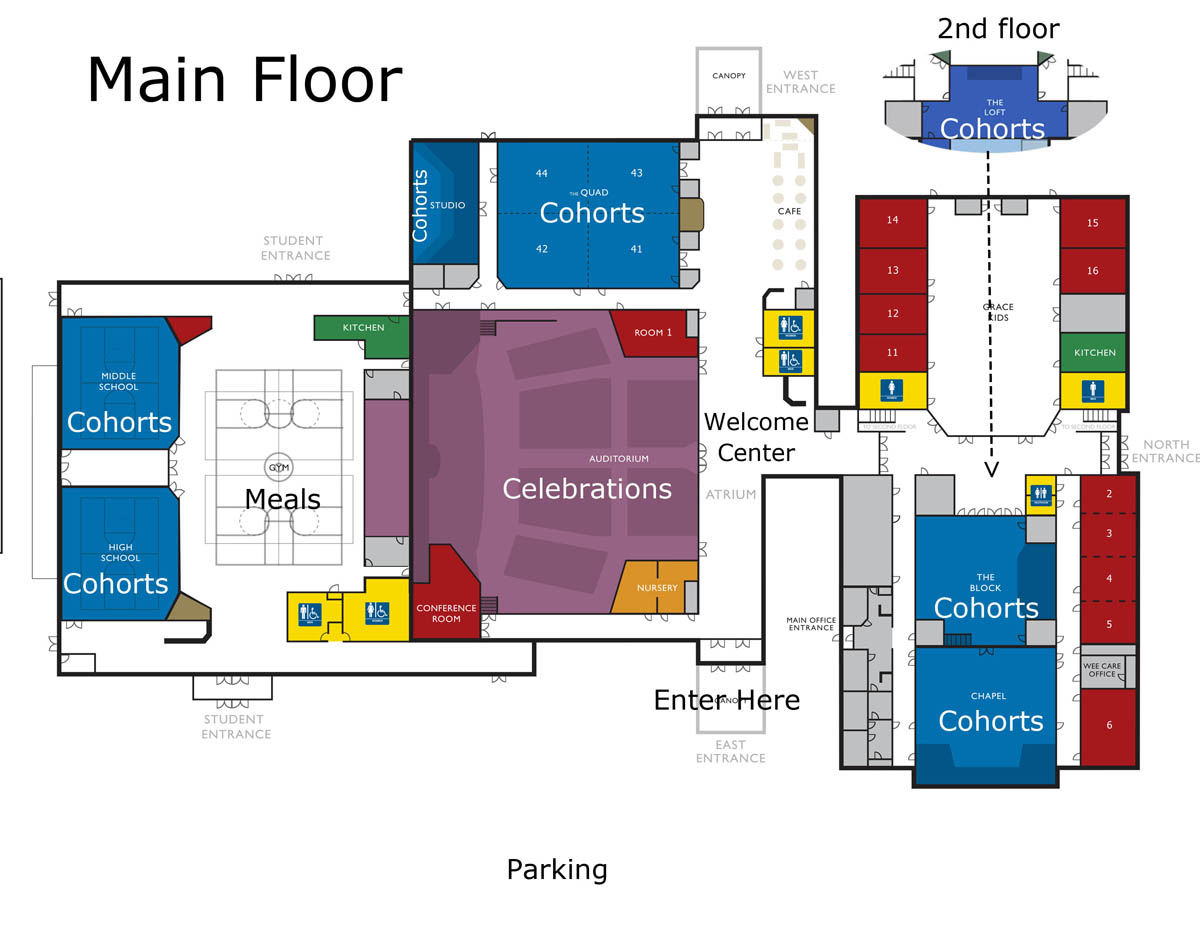 2nd floor
Main Floor
CANOPY
WEST
ENTRANCE
THE
LOFT
Cohorts
Cohorts
STUDIO
44
43
THE QUAD
Cohorts
42
41
CAFE
14
15
13
16
12
GRACE
KIDS
11
KITCHEN
STUDENT
ENTRANCE
KITCHEN
ROOM 1
MIDDLE
SCHOOL
Cohorts
Welcome
Center
TO SECOND FLOOR
TO SECOND FLOOR
NORTH
ENTRANCE
GYM
Meals
AUDITORIUM
Celebrations
ATRIUM
2
3
4
5
HIGH
SCHOOL
Cohorts
THE
BLOCK
Cohorts
CONFERENCE
ROOM
NURSERY
MAIN OFFICE
ENTRANCE
WEE CARE
OFFICE
Enter Here
CANOPY
CHAPEL
Cohorts
6
STUDENT
ENTRANCE
EAST
ENTRANCE
Parking